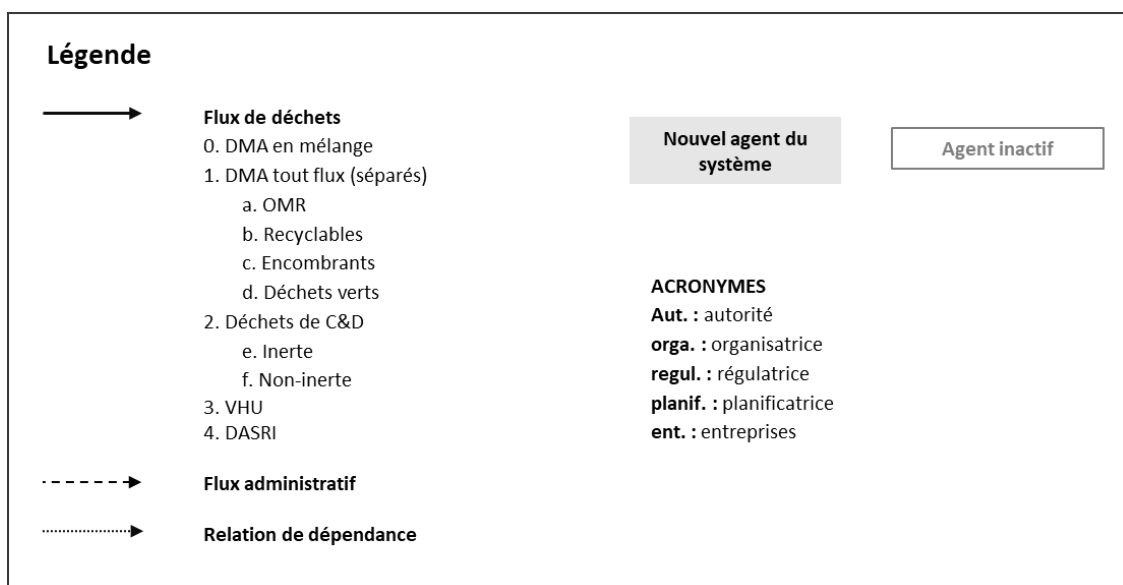 Légende
Flux de déchets
0. DMA en mélange
1. DMA tout flux (séparés)
a. OMR
b. Recyclables
c. Encombrants
d. Déchets verts
2. Déchets de C&D
e. Inerte
f. Non-inerte
3. VHU
4. DASRI
Flux administratif
Relation de dépendance
Nouvel agent du
système
Agent inactif
ACRONYMES
Aut. : autorité
orga. : organisatrice
regul. : régulatrice
planif. : planificatrice
ent. : entreprises